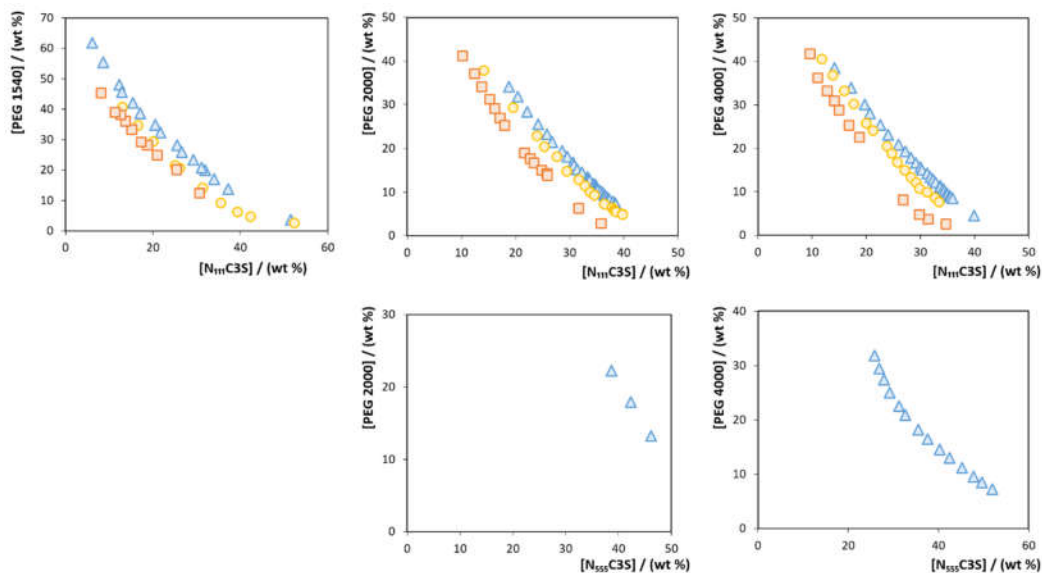 [PEG 1540] / (wt %)
70
60
50
40
30
20
10
0
0 20 40 60
[N₁₁₁C3S] / (wt %)
[PEG 2000] / (wt %)
50
40
30
20
10
0
0 10 20 30 40 50
[N₁₁₁C3S] / (wt %)
[PEG 4000] / (wt %)
50
40
30
20
10
0
0 10 20 30 40 50
[N₁₁₁C3S] / (wt %)
[PEG 2000] / (wt %)
30
20
10
0
0 10 20 30 40 50
[N₅₅₅C3S] / (wt %)
[PEG 4000] / (wt %)
40
30
20
10
0
0 20 40 60
[N₅₅₅C3S] / (wt %)